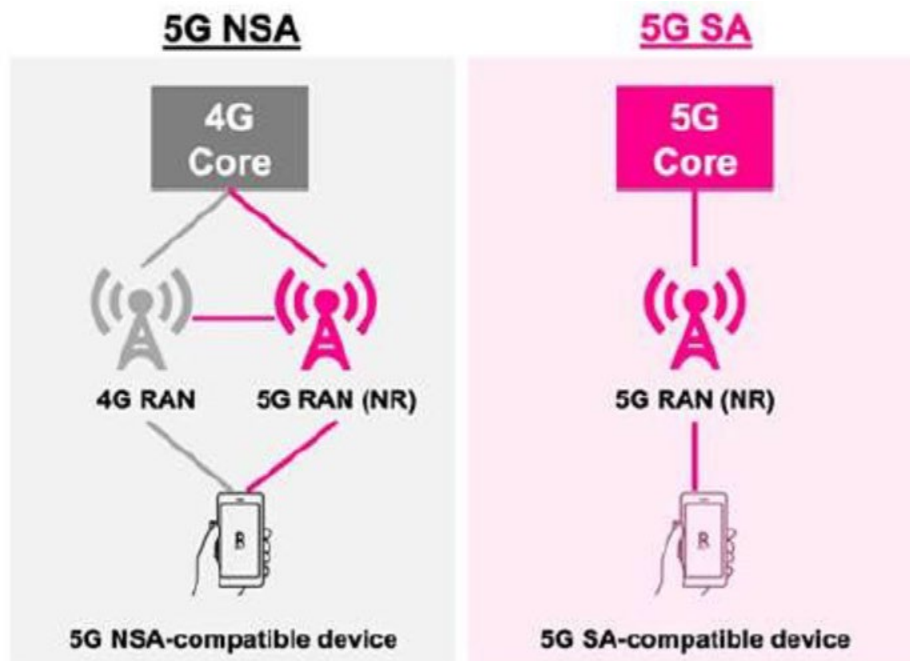 5G NSA
5G SA
4G
Core
5G
Core
4G RAN
5G RAN (NR)
5G RAN (NR)
B
B
5G NSA-compatible device
5G SA-compatible device